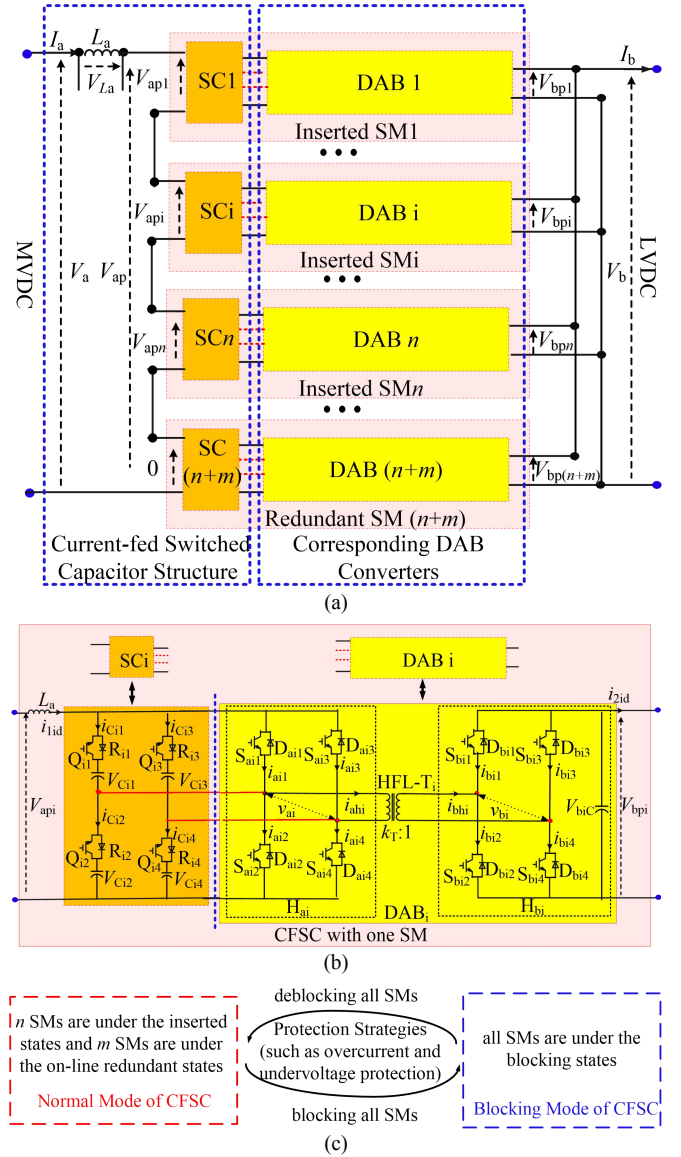 I_a L_a
V_La V_ap1 SC1 DAB 1 V_bp1 I_b
Inserted SM1
•••
V_api SCi DAB i V_bpi
Inserted SMi
•••
MVDC V_a V_ap V_b LVDC
V_apn SCn DAB n V_bpn
Inserted SMn
•••
0 SC (n+m) DAB (n+m) V_bp(n+m)
Redundant SM (n+m)
Current-fed Switched
Capacitor Structure
Corresponding DAB
Converters
(a)
SCi DAB i
L_a i_1id i_2id
i_Ci1 i_Ci3
Q_i1 R_i1 Q_i3 R_i3
V_Ci1 V_Ci3
i_Ci2 i_Ci4
Q_i2 R_i2 Q_i4 R_i4
V_Ci2 V_Ci4
V_api
S_ai1 D_ai1 S_ai3 D_ai3
i_ai1 i_ai3
v_ai i_ahi
i_ai2 i_ai4
S_ai2 D_ai2 S_ai4 D_ai4
H_ai
HFL-T_i
k_T:1
S_bi1 D_bi1 S_bi3 D_bi3
i_bi1 i_bi3
i_bhi v_bi
i_bi2 i_bi4
S_bi2 D_bi2 S_bi4 D_bi4
H_bi
V_biC V_bpi
DAB_i
CFSC with one SM
(b)
deblocking all SMs
n SMs are under the inserted
states and m SMs are under
the on-line redundant states
Normal Mode of CFSC
Protection Strategies
(such as overcurrent and
undervoltage protection)
blocking all SMs
all SMs are under the
blocking states
Blocking Mode of CFSC
(c)